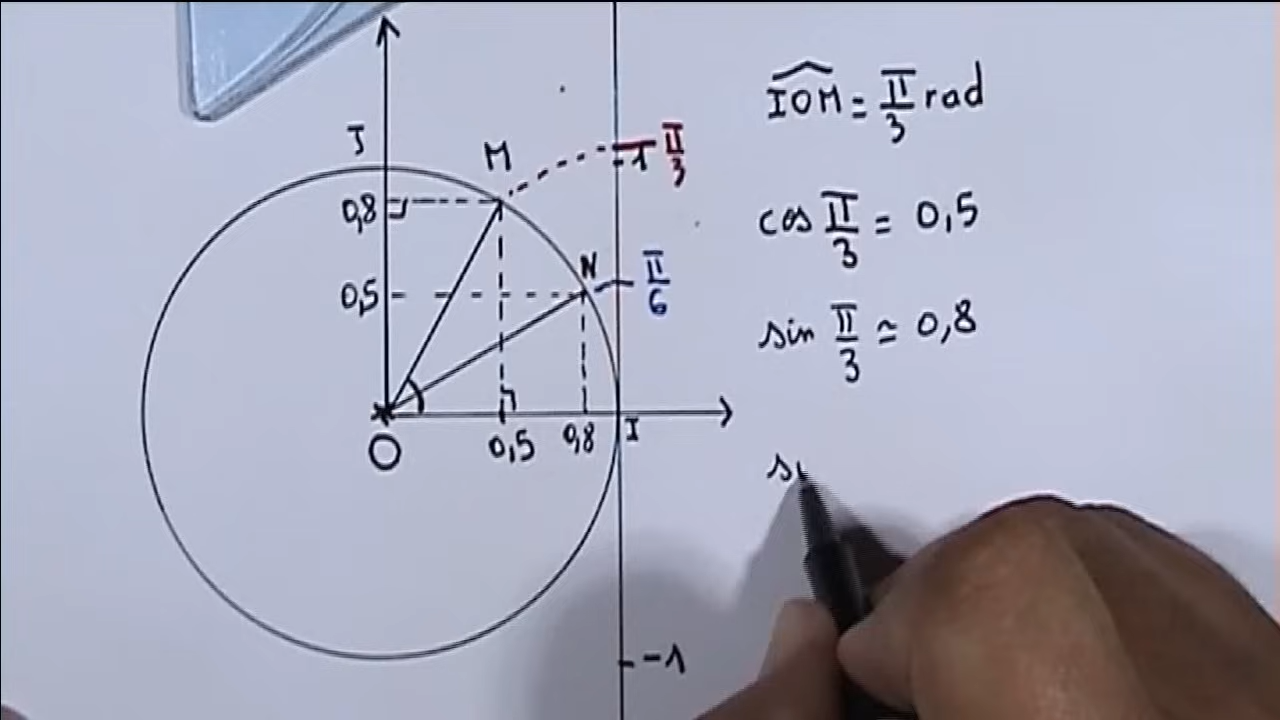 J
M
1 π/3
0,8
N
π/6
0,5
O
0,5 0,8 I
-1
IOM = π/3 rad
cos π/3 = 0,5
sin π/3 ≃ 0,8
s